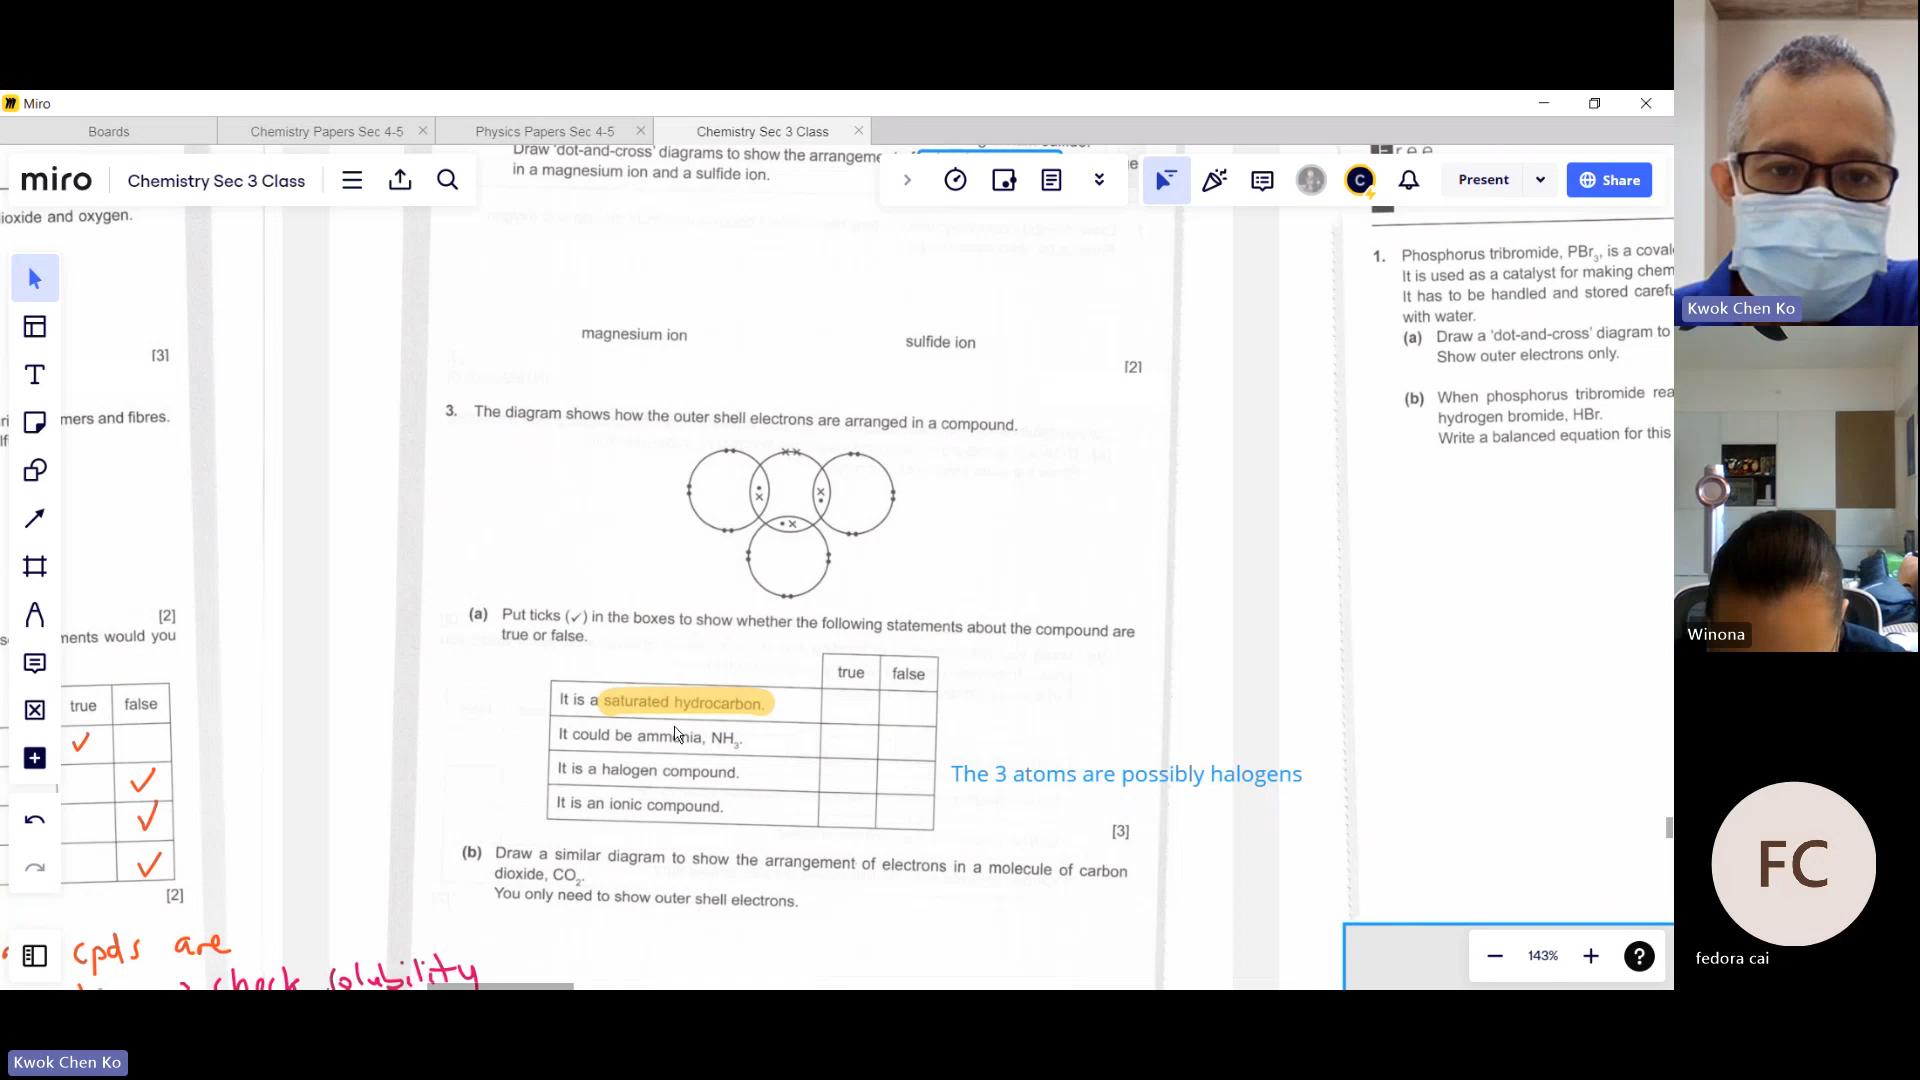 Miro
Boards
Chemistry Papers Sec 4-5
Physics Papers Sec 4-5
Chemistry Sec 3 Class
miro
Chemistry Sec 3 Class
Present
Share
C
Draw ‘dot-and-cross’ diagrams to show the arrangeme
in a magnesium ion and a sulfide ion.
ioxide and oxygen.
magnesium ion
sulfide ion
[3]
[2]
mers and fibres.
3. The diagram shows how the outer shell electrons are arranged in a compound.
[2]
ments would you
(a) Put ticks (✓) in the boxes to show whether the following statements about the compound are
true or false.
true false
It is a saturated hydrocarbon.
It could be ammonia, NH3.
It is a halogen compound.
It is an ionic compound.
The 3 atoms are possibly halogens
[3]
true false
✓
✓
✓
✓
[2]
(b) Draw a similar diagram to show the arrangement of electrons in a molecule of carbon
dioxide, CO2.
You only need to show outer shell electrons.
cpds are
check solubility
ree
1. Phosphorus tribromide, PBr3, is a coval
It is used as a catalyst for making chem
It has to be handled and stored carefu
with water.
(a) Draw a ‘dot-and-cross’ diagram to
Show outer electrons only.
(b) When phosphorus tribromide rea
hydrogen bromide, HBr.
Write a balanced equation for this
143%
Kwok Chen Ko
Winona
FC
fedora cai
Kwok Chen Ko